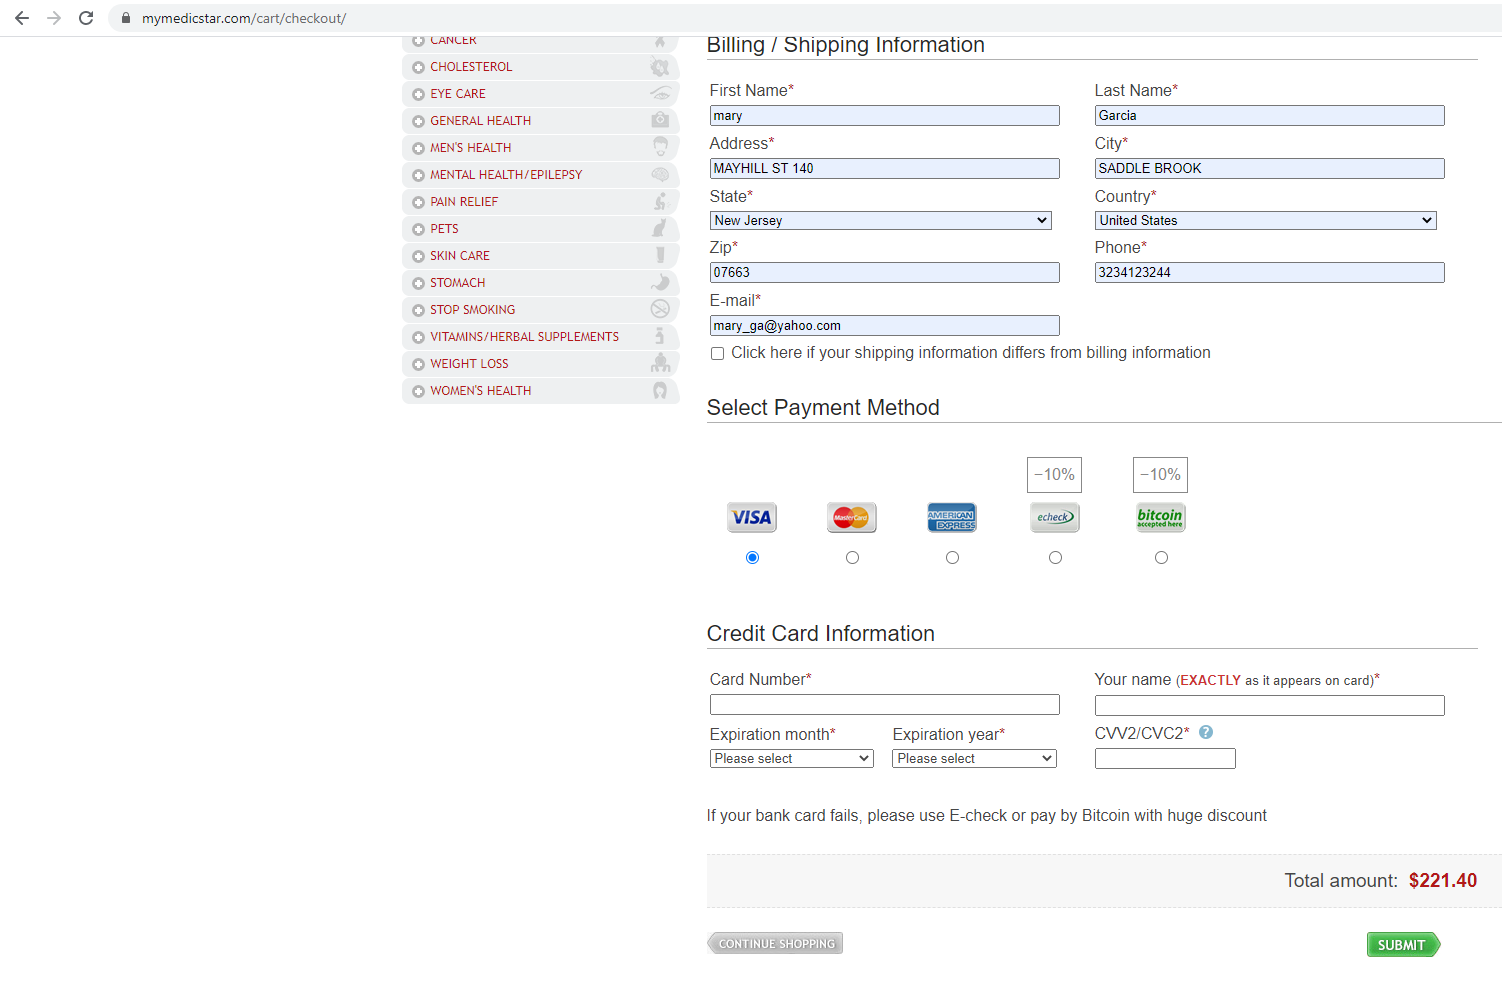 mymedicstar.com/cart/checkout/
CANCER
CHOLESTEROL
EYE CARE
GENERAL HEALTH
MEN'S HEALTH
MENTAL HEALTH/EPILEPSY
PAIN RELIEF
PETS
SKIN CARE
STOMACH
STOP SMOKING
VITAMINS/HERBAL SUPPLEMENTS
WEIGHT LOSS
WOMEN'S HEALTH
Billing / Shipping Information
First Name* Last Name*
mary Garcia
Address* City*
MAYHILL ST 140 SADDLE BROOK
State* Country*
New Jersey United States
Zip* Phone*
07663 3234123244
E-mail*
mary_ga@yahoo.com
Click here if your shipping information differs from billing information
Select Payment Method
−10% −10%
VISA MasterCard AMERICAN EXPRESS echeck bitcoin accepted here
Credit Card Information
Card Number* Your name (EXACTLY as it appears on card)*
Expiration month* Expiration year* CVV2/CVC2* ?
Please select Please select
If your bank card fails, please use E-check or pay by Bitcoin with huge discount
Total amount: $221.40
CONTINUE SHOPPING SUBMIT